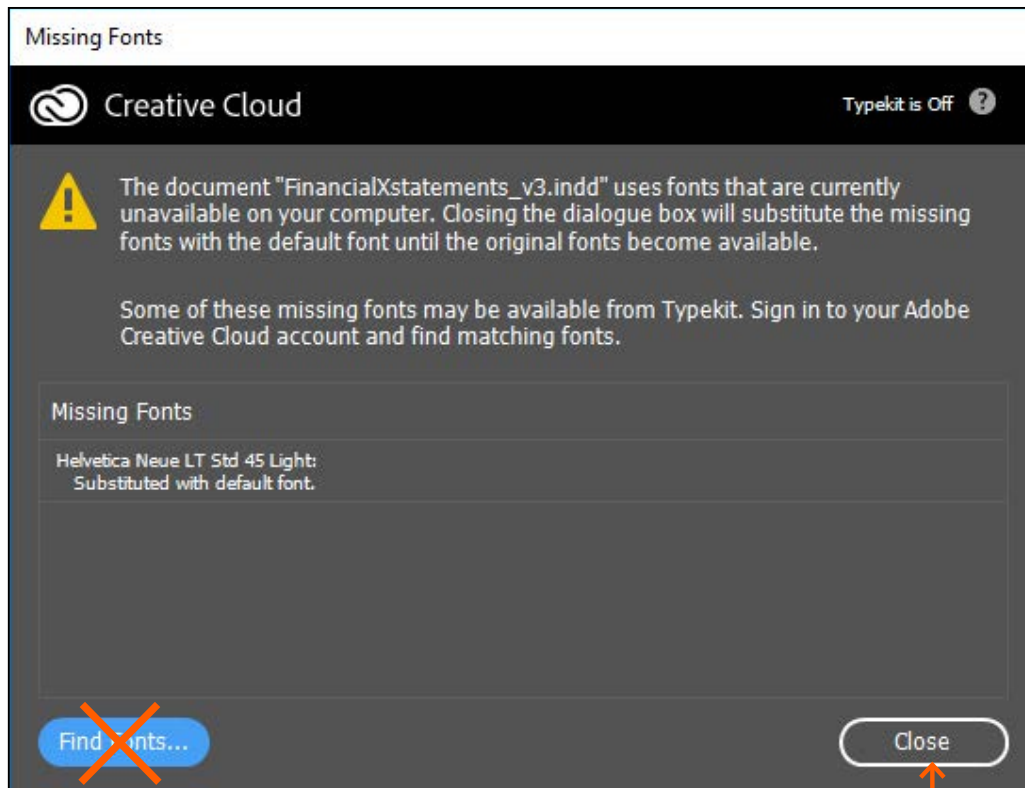 Missing Fonts
Creative Cloud
Typekit is Off ?
The document "FinancialXstatements_v3.indd" uses fonts that are currently
unavailable on your computer. Closing the dialogue box will substitute the missing
fonts with the default font until the original fonts become available.
Some of these missing fonts may be available from Typekit. Sign in to your Adobe
Creative Cloud account and find matching fonts.
Missing Fonts
Helvetica Neue LT Std 45 Light:
Substituted with default font.
Find Fonts...
Close